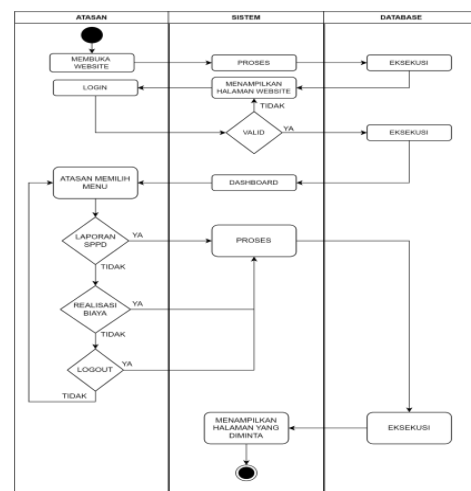 ATASAN
SISTEM
DATABASE
MEMBUKA
WEBSITE
PROSES
EKSEKUSI
LOGIN
MENAMPILKAN
HALAMAN WEBSITE
TIDAK
VALID
YA
EKSEKUSI
ATASAN MEMILIH
MENU
DASHBOARD
LAPORAN
SPPD
YA
PROSES
TIDAK
REALISASI
BIAYA
YA
TIDAK
LOGOUT
YA
TIDAK
MENAMPILKAN
HALAMAN YANG
DIMINTA
EKSEKUSI